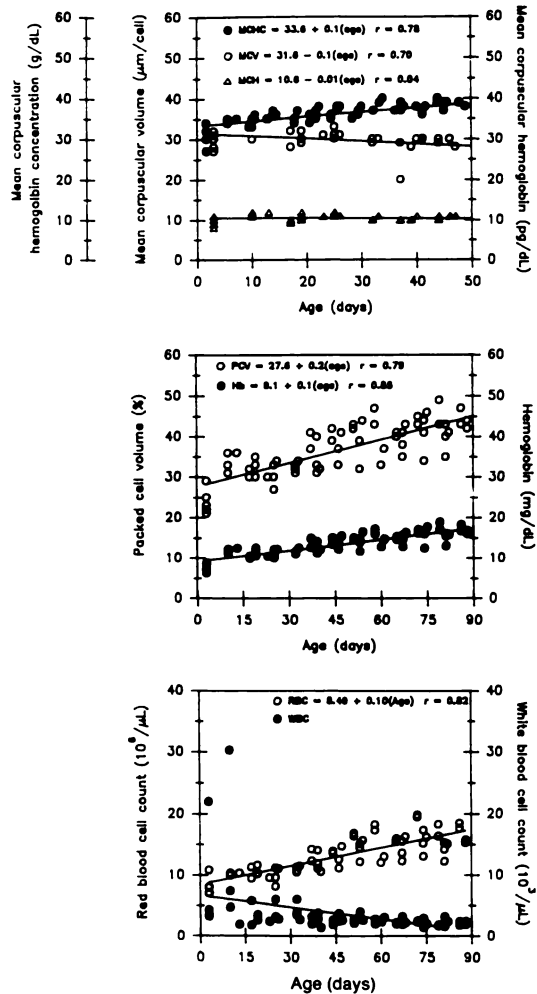 Mean corpuscular
hemogolbin concentration (g/dL)
60
50
40
30
20
10
0
Mean corpuscular volume (μm/cell)
60
50
40
30
20
10
0
MCHC = 33.6 + 0.1(age) r = 0.78
MCV = 31.6 − 0.1(age) r = 0.70
MCH = 10.6 − 0.01(age) r = 0.84
Mean corpuscular hemoglobin (pg/dL)
60
50
40
30
20
10
0
0 10 20 30 40 50
Age (days)
Packed cell volume (%)
60
50
40
30
20
10
0
PCV = 27.6 + 0.2(age) r = 0.79
Hb = 9.1 + 0.1(age) r = 0.86
Hemoglobin (mg/dL)
60
50
40
30
20
10
0
0 15 30 45 60 75 90
Age (days)
Red blood cell count (10⁶/μL)
40
30
20
10
0
RBC = 8.40 + 0.10(Age) r = 0.82
WBC
White blood cell count (10³/μL)
40
30
20
10
0
0 15 30 45 60 75 90
Age (days)